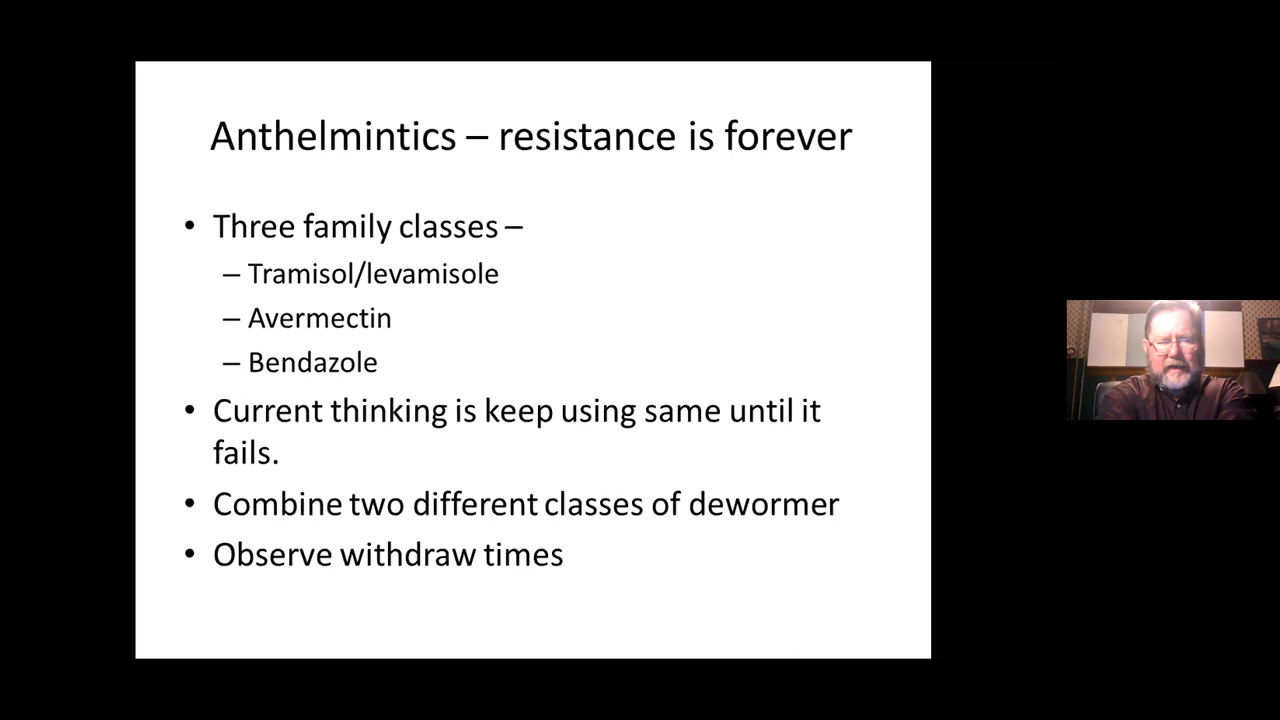 Anthelmintics – resistance is forever
• Three family classes –
– Tramisol/levamisole
– Avermectin
– Bendazole
• Current thinking is keep using same until it
fails.
• Combine two different classes of dewormer
• Observe withdraw times